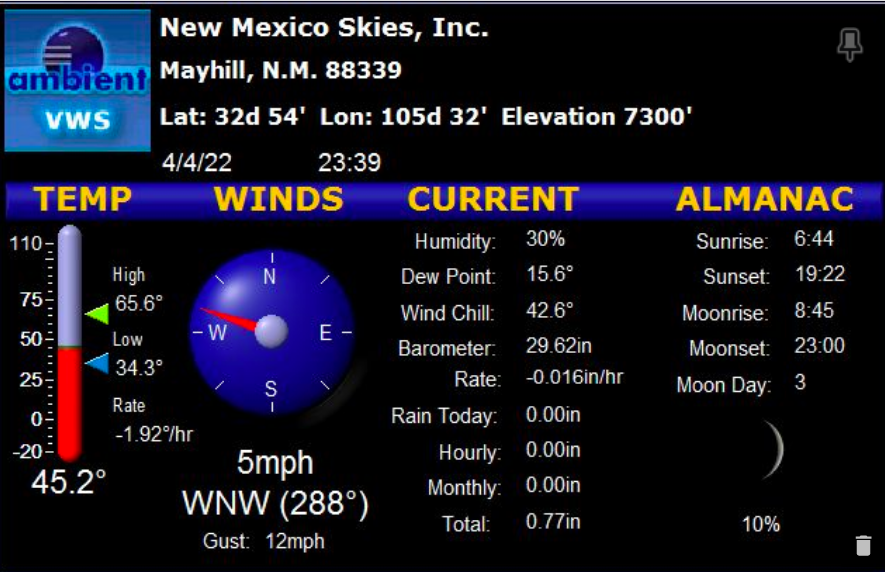 New Mexico Skies, Inc.
ambient
VWS
Mayhill, N.M. 88339
Lat: 32d 54' Lon: 105d 32' Elevation 7300'
4/4/22 23:39
TEMP WINDS CURRENT ALMANAC
110
75
50
25
0
-20
High
65.6°
Low
34.3°
Rate
-1.92°/hr
45.2°
N
W E
S
5mph
WNW (288°)
Gust: 12mph
Humidity: 30%
Dew Point: 15.6°
Wind Chill: 42.6°
Barometer: 29.62in
Rate: -0.016in/hr
Rain Today: 0.00in
Hourly: 0.00in
Monthly: 0.00in
Total: 0.77in
Sunrise: 6:44
Sunset: 19:22
Moonrise: 8:45
Moonset: 23:00
Moon Day: 3
10%